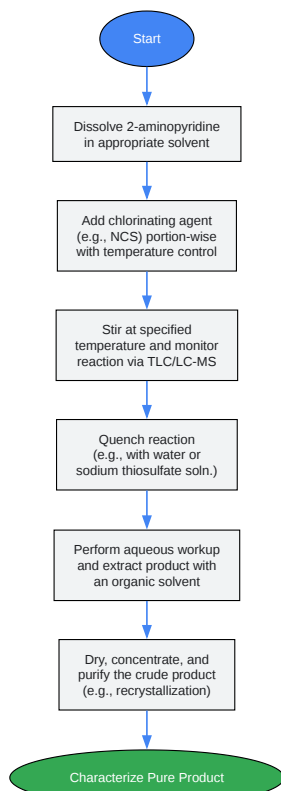 Start
Dissolve 2-aminopyridine
in appropriate solvent
Add chlorinating agent
(e.g., NCS) portion-wise
with temperature control
Stir at specified
temperature and monitor
reaction via TLC/LC-MS
Quench reaction
(e.g., with water or
sodium thiosulfate soln.)
Perform aqueous workup
and extract product with
an organic solvent
Dry, concentrate, and
purify the crude product
(e.g., recrystallization)
Characterize Pure Product